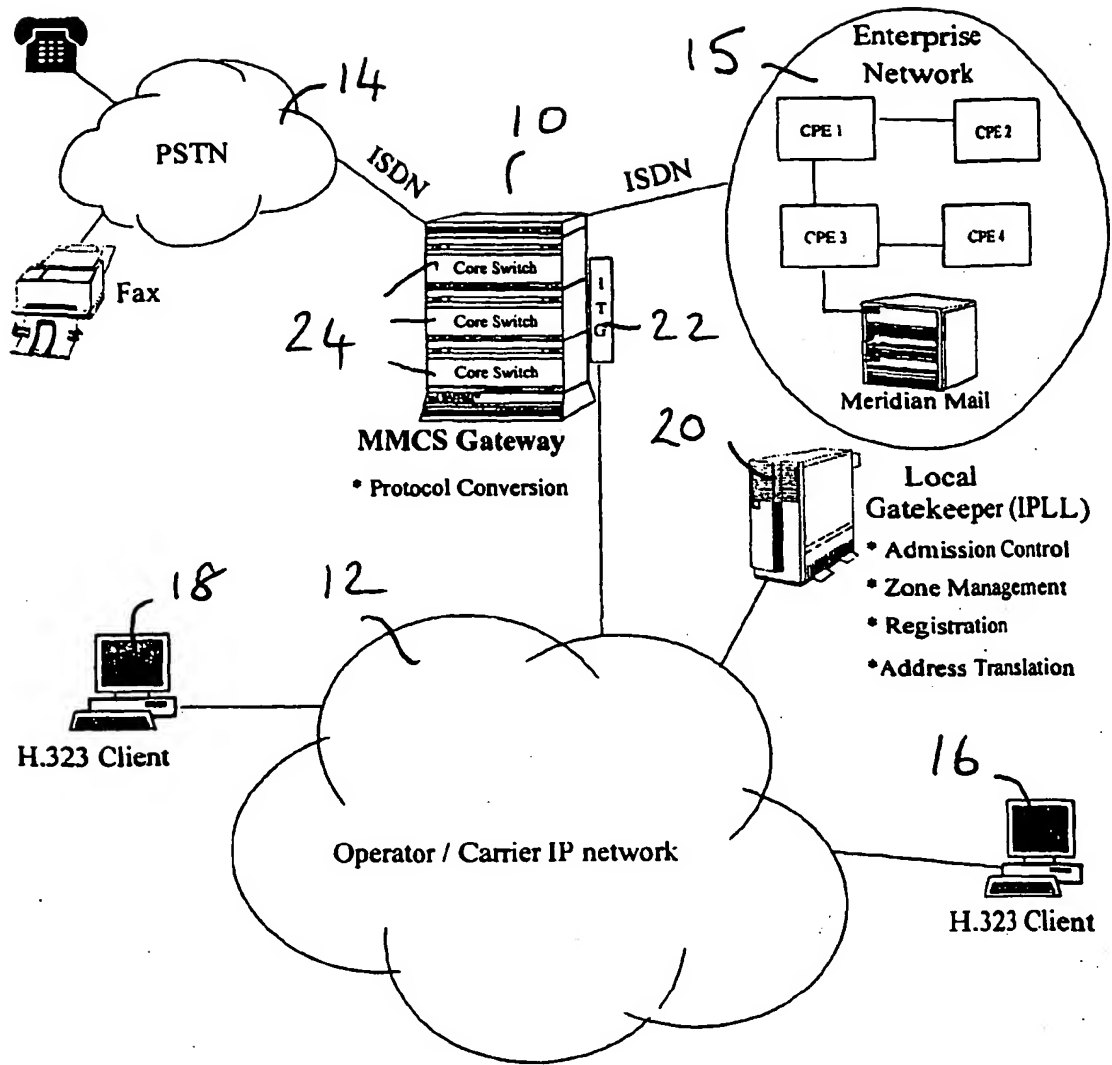 Enterprise
Network
15
14
10
CPE 1
CPE 2
PSTN
ISDN
ISDN
CPE 3
CPE 4
Core Switch
Fax
I
T
G
24
Core Switch
22
Core Switch
Meridian Mail
MMCS Gateway
20
* Protocol Conversion
Local
Gatekeeper (IPLL)
* Admission Control
* Zone Management
* Registration
*Address Translation
18
12
H.323 Client
16
Operator / Carrier IP network
H.323 Client